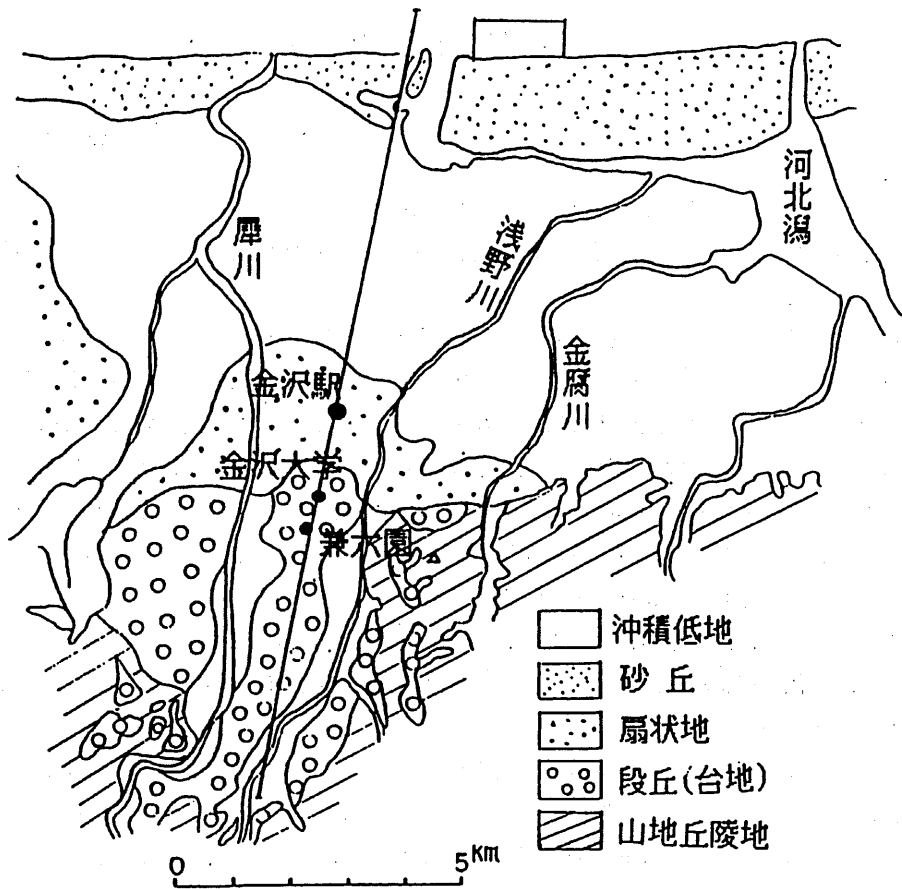 河北潟
犀川
浅野川
金腐川
金沢駅
金沢大学
兼六園
沖積低地
砂丘
扇状地
段丘(台地)
山地丘陵地
0 5km